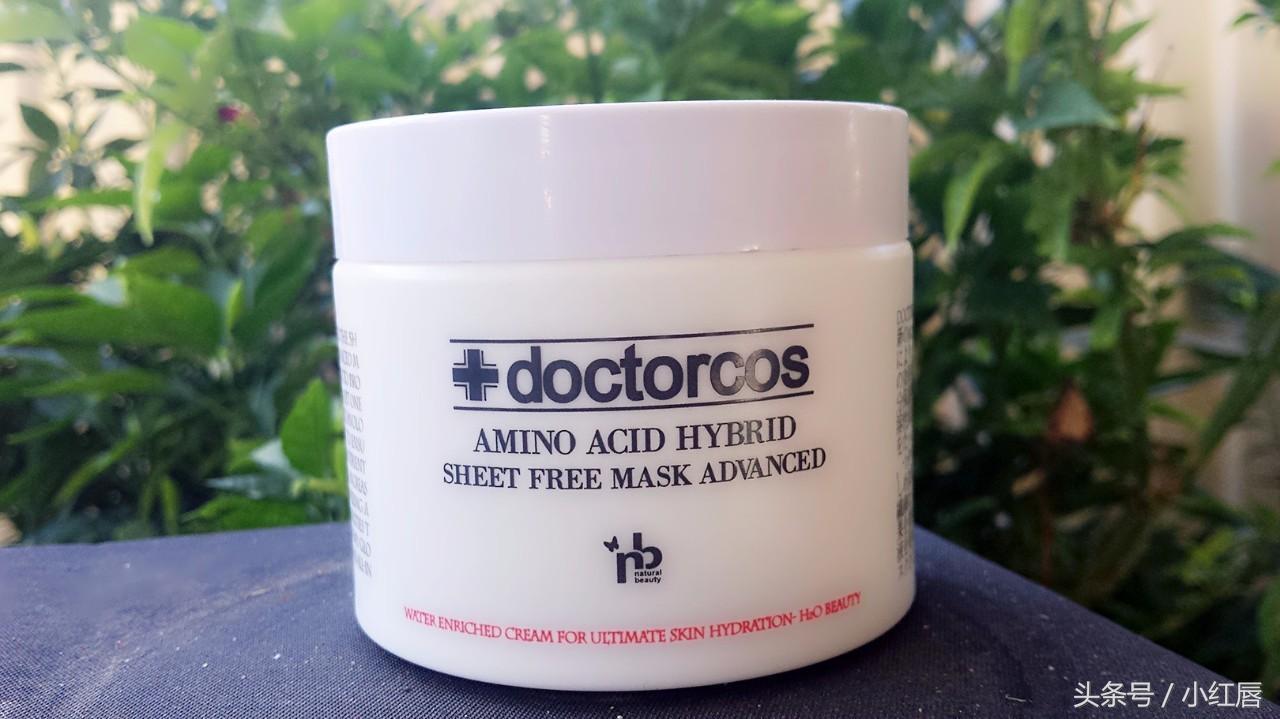 doctorcos
AMINO ACID HYBRID
SHEET FREE MASK ADVANCED
nb
natural
beauty
WATER ENRICHED CREAM FOR ULTIMATE SKIN HYDRATION- H₂O BEAUTY
头条号 / 小红唇